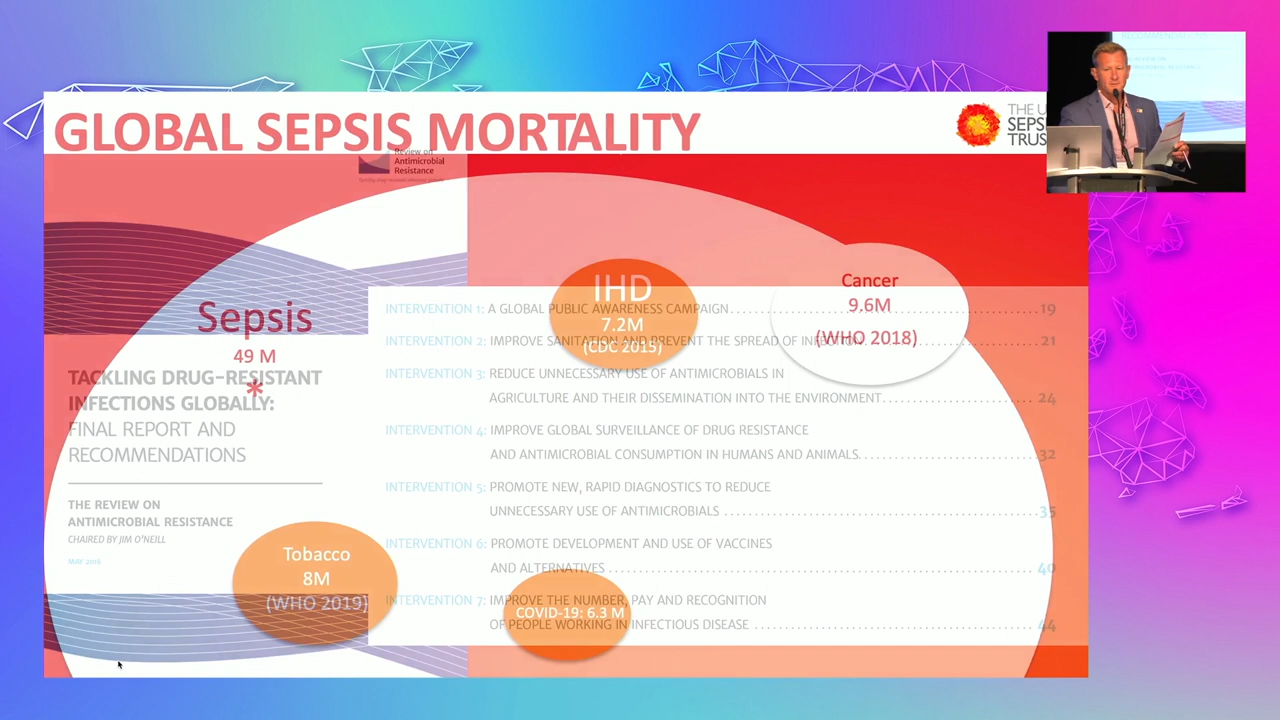 GLOBAL SEPSIS MORTALITY
THE U
SEPS
TRUS
Review on
Antimicrobial
Resistance
Sepsis
49 M
*
TACKLING DRUG-RESISTANT
INFECTIONS GLOBALLY:
FINAL REPORT AND
RECOMMENDATIONS
THE REVIEW ON
ANTIMICROBIAL RESISTANCE
CHAIRED BY JIM O'NEILL
MAY 2016
IHD
7.2M
(CDC 2015)
Cancer
9.6M
(WHO 2018)
INTERVENTION 1: A GLOBAL PUBLIC AWARENESS CAMPAIGN 19
INTERVENTION 2: IMPROVE SANITATION AND PREVENT THE SPREAD OF INFECTION 21
INTERVENTION 3: REDUCE UNNECESSARY USE OF ANTIMICROBIALS IN
AGRICULTURE AND THEIR DISSEMINATION INTO THE ENVIRONMENT 24
INTERVENTION 4: IMPROVE GLOBAL SURVEILLANCE OF DRUG RESISTANCE
AND ANTIMICROBIAL CONSUMPTION IN HUMANS AND ANIMALS 32
INTERVENTION 5: PROMOTE NEW, RAPID DIAGNOSTICS TO REDUCE
UNNECESSARY USE OF ANTIMICROBIALS 35
INTERVENTION 6: PROMOTE DEVELOPMENT AND USE OF VACCINES
AND ALTERNATIVES 40
INTERVENTION 7: IMPROVE THE NUMBER, PAY AND RECOGNITION
OF PEOPLE WORKING IN INFECTIOUS DISEASE 44
Tobacco
8M
(WHO 2019)
COVID-19: 6.3 M